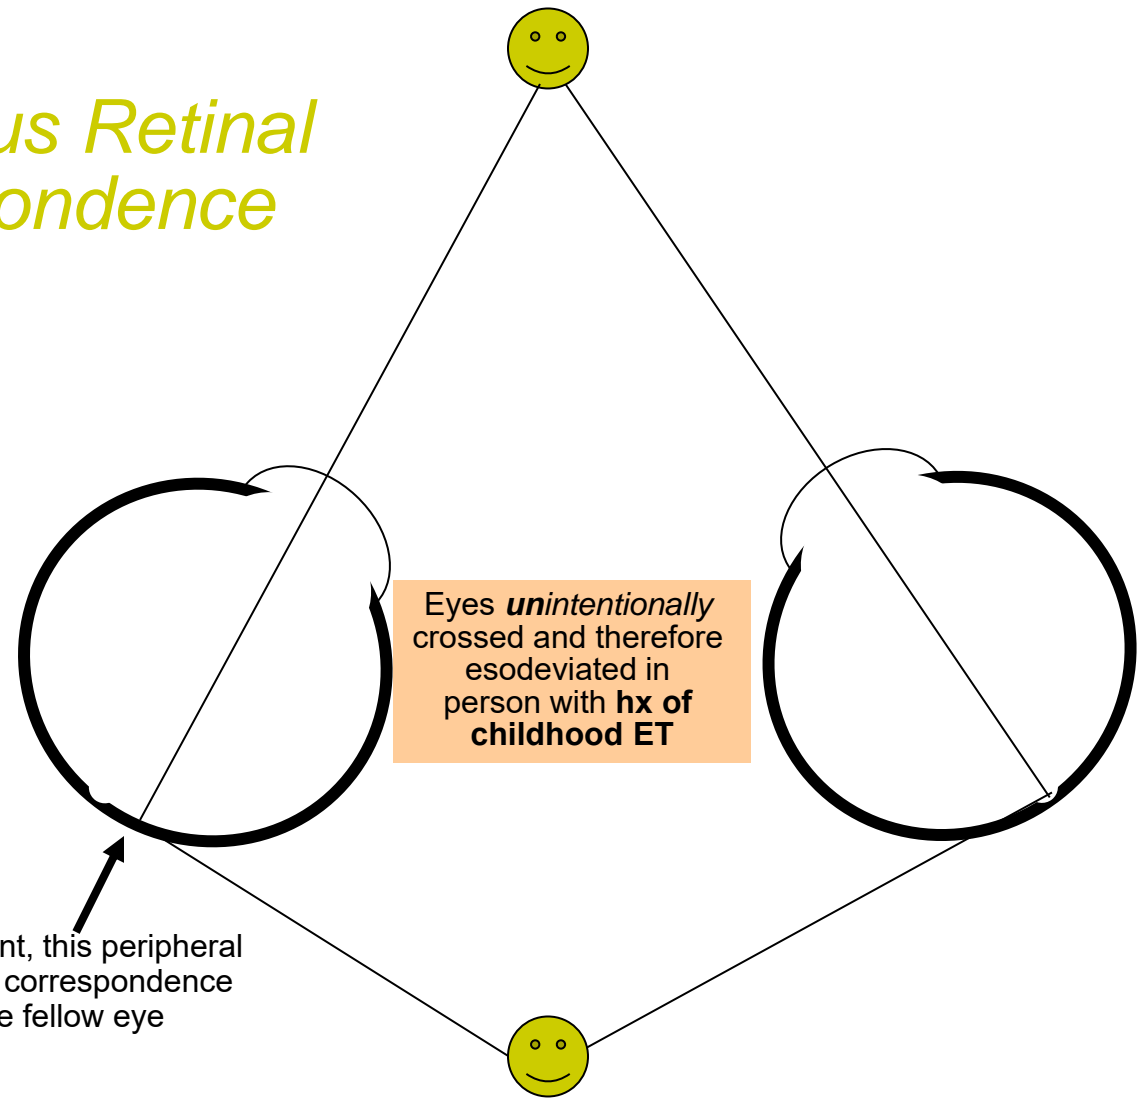 us Retinal
ondence
Eyes unintentionally
crossed and therefore
esodeviated in
person with hx of
childhood ET
nt, this peripheral
correspondence
e fellow eye